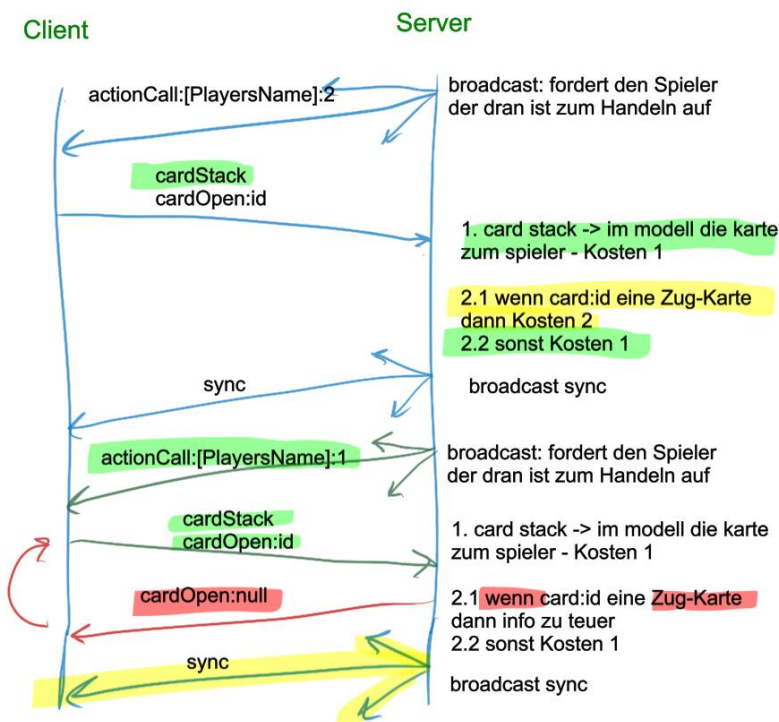 Client
Server
actionCall:[PlayersName]:2
broadcast: fordert den Spieler
der dran ist zum Handeln auf
cardStack
cardOpen:id
1. card stack -> im modell die karte
zum spieler - Kosten 1
2.1 wenn card:id eine Zug-Karte
dann Kosten 2
2.2 sonst Kosten 1
sync
broadcast sync
actionCall:[PlayersName]:1
broadcast: fordert den Spieler
der dran ist zum Handeln auf
cardStack
cardOpen:id
1. card stack -> im modell die karte
zum spieler - Kosten 1
cardOpen:null
2.1 wenn card:id eine Zug-Karte
dann info zu teuer
2.2 sonst Kosten 1
sync
broadcast sync